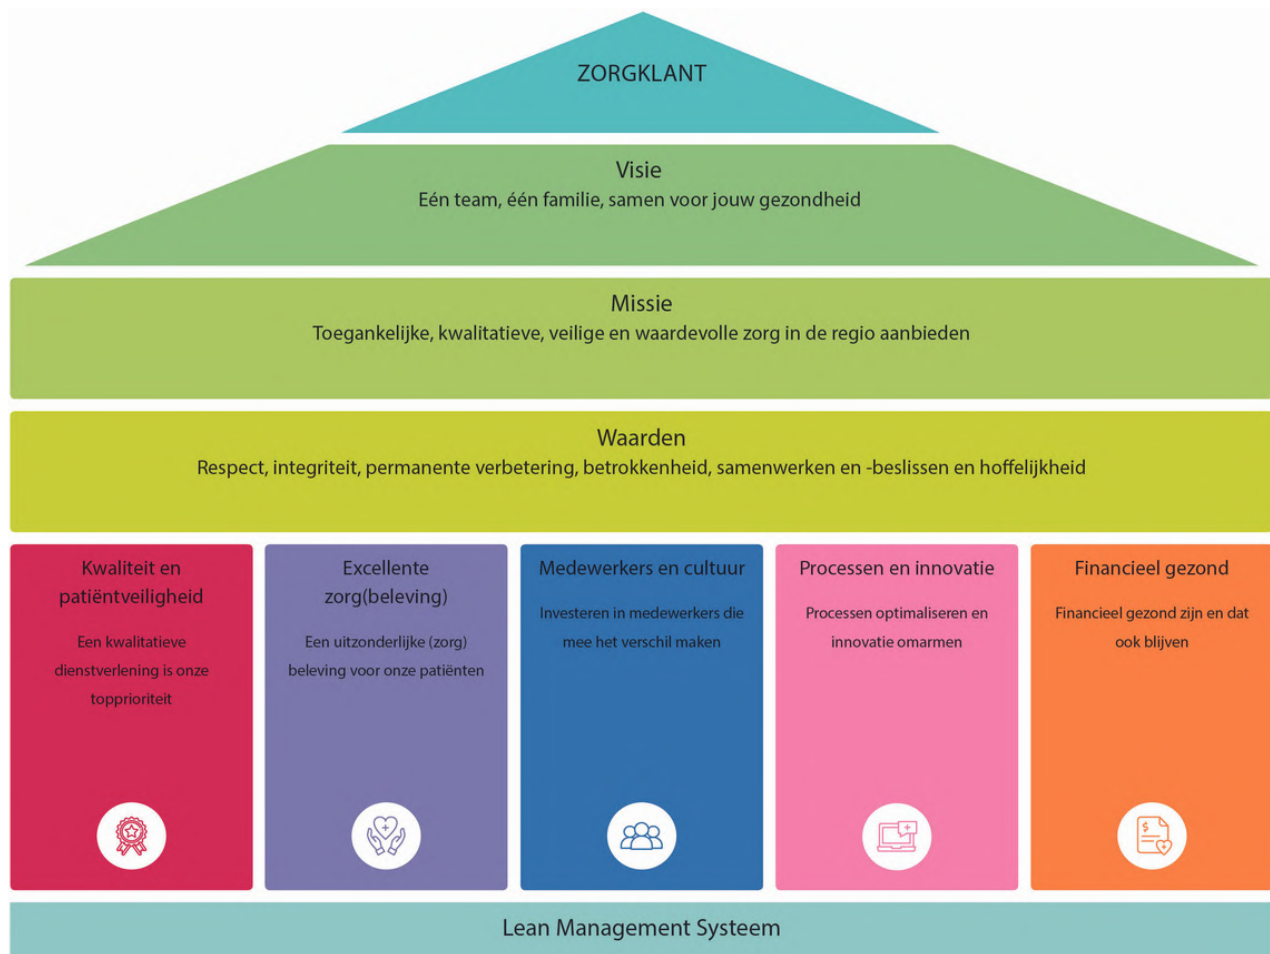 ZORGKLANT
Visie
Eén team, één familie, samen voor jouw gezondheid
Missie
Toegankelijke, kwalitatieve, veilige en waardevolle zorg in de regio aanbieden
Waarden
Respect, integriteit, permanente verbetering, betrokkenheid, samenwerken en -beslissen en hoffelijkheid
Kwaliteit en
patiëntveiligheid
Een kwalitatieve
dienstverlening is onze
topprioriteit
Excellente
zorg(beleving)
Een uitzonderlijke (zorg)
beleving voor onze patiënten
Medewerkers en cultuur
Investeren in medewerkers die
mee het verschil maken
Processen en innovatie
Processen optimaliseren en
innovatie omarmen
Financieel gezond
Financieel gezond zijn en dat
ook blijven
$
Lean Management Systeem